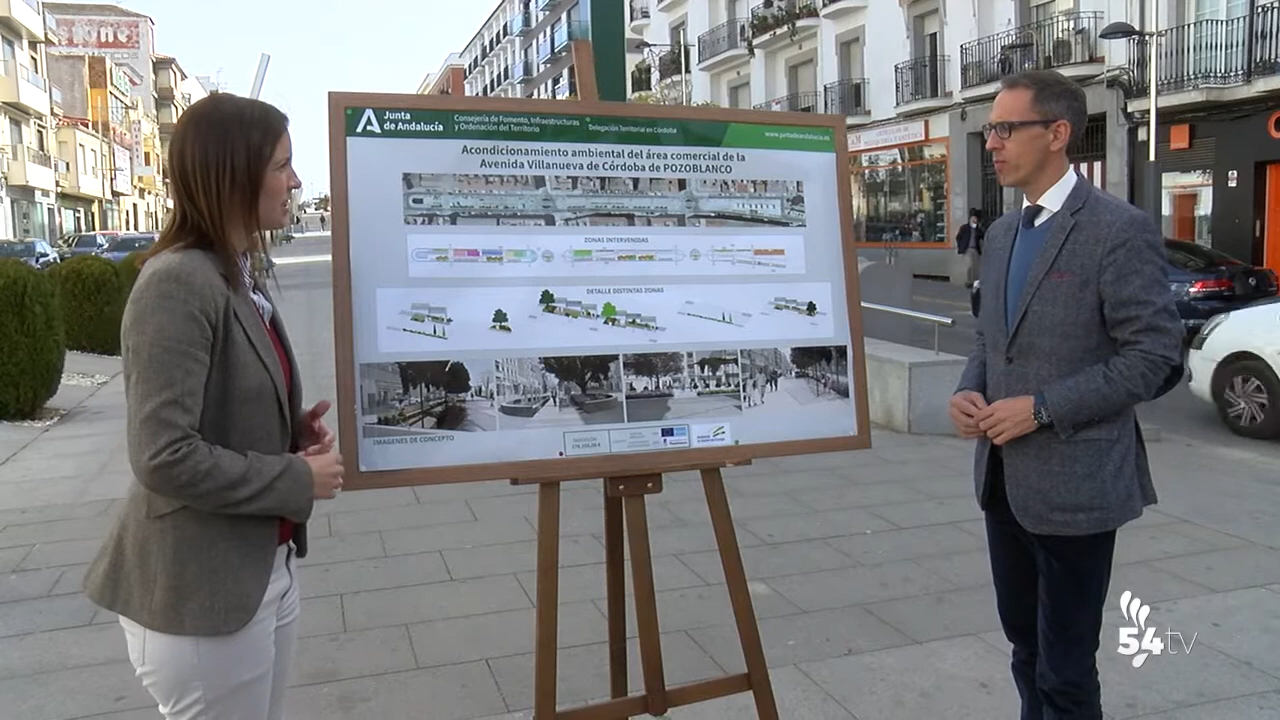 Junta
de Andalucía
Consejería de Fomento, Infraestructuras
y Ordenación del Territorio
Delegación Territorial en Córdoba
www.juntadeandalucia.es
Acondicionamiento ambiental del área comercial de la
Avenida Villanueva de Córdoba de POZOBLANCO
ZONAS INTERVENIDAS
DETALLE DISTINTAS ZONAS
IMAGENES DE CONCEPTO
54tv